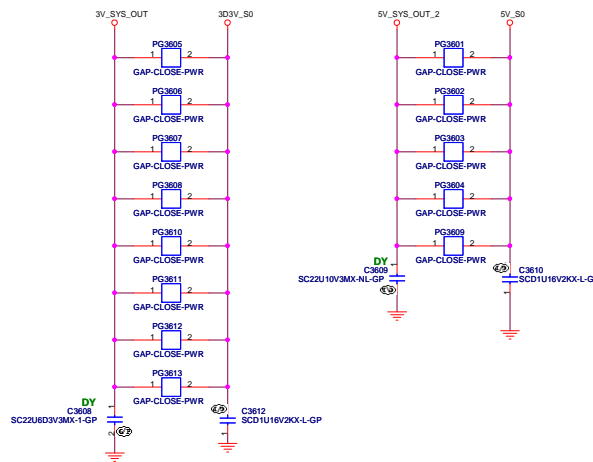 3V_SYS_OUT
3D3V_S0
PG3605
1 2
GAP-CLOSE-PWR
PG3606
1 2
GAP-CLOSE-PWR
PG3607
1 2
GAP-CLOSE-PWR
PG3608
1 2
GAP-CLOSE-PWR
PG3610
1 2
GAP-CLOSE-PWR
PG3611
1 2
GAP-CLOSE-PWR
PG3612
1 2
GAP-CLOSE-PWR
PG3613
1 2
GAP-CLOSE-PWR
DY
1
C3608
SC22U6D3V3MX-1-GP
2
C3612
SCD1U16V2KX-L-GP
1
5V_SYS_OUT_2
5V_S0
PG3601
1 2
GAP-CLOSE-PWR
PG3602
1 2
GAP-CLOSE-PWR
PG3603
1 2
GAP-CLOSE-PWR
PG3604
1 2
GAP-CLOSE-PWR
PG3609
1 2
GAP-CLOSE-PWR
DY
1
C3609
SC22U10V3MX-NL-GP
C3610
SCD1U16V2KX-L-G
1